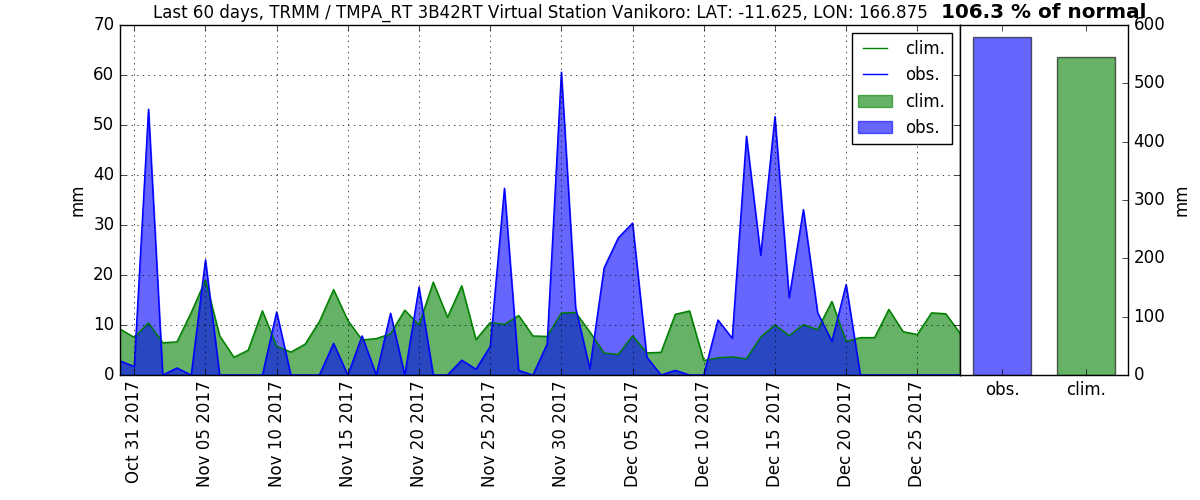 Last 60 days, TRMM / TMPA_RT 3B42RT Virtual Station Vanikoro: LAT: -11.625, LON: 166.875 106.3 % of normal
70
60
50
40
30
20
10
0
mm
clim.
obs.
clim.
obs.
Oct 31 2017
Nov 05 2017
Nov 10 2017
Nov 15 2017
Nov 20 2017
Nov 25 2017
Nov 30 2017
Dec 05 2017
Dec 10 2017
Dec 15 2017
Dec 20 2017
Dec 25 2017
600
500
400
300
200
100
0
mm
obs. clim.